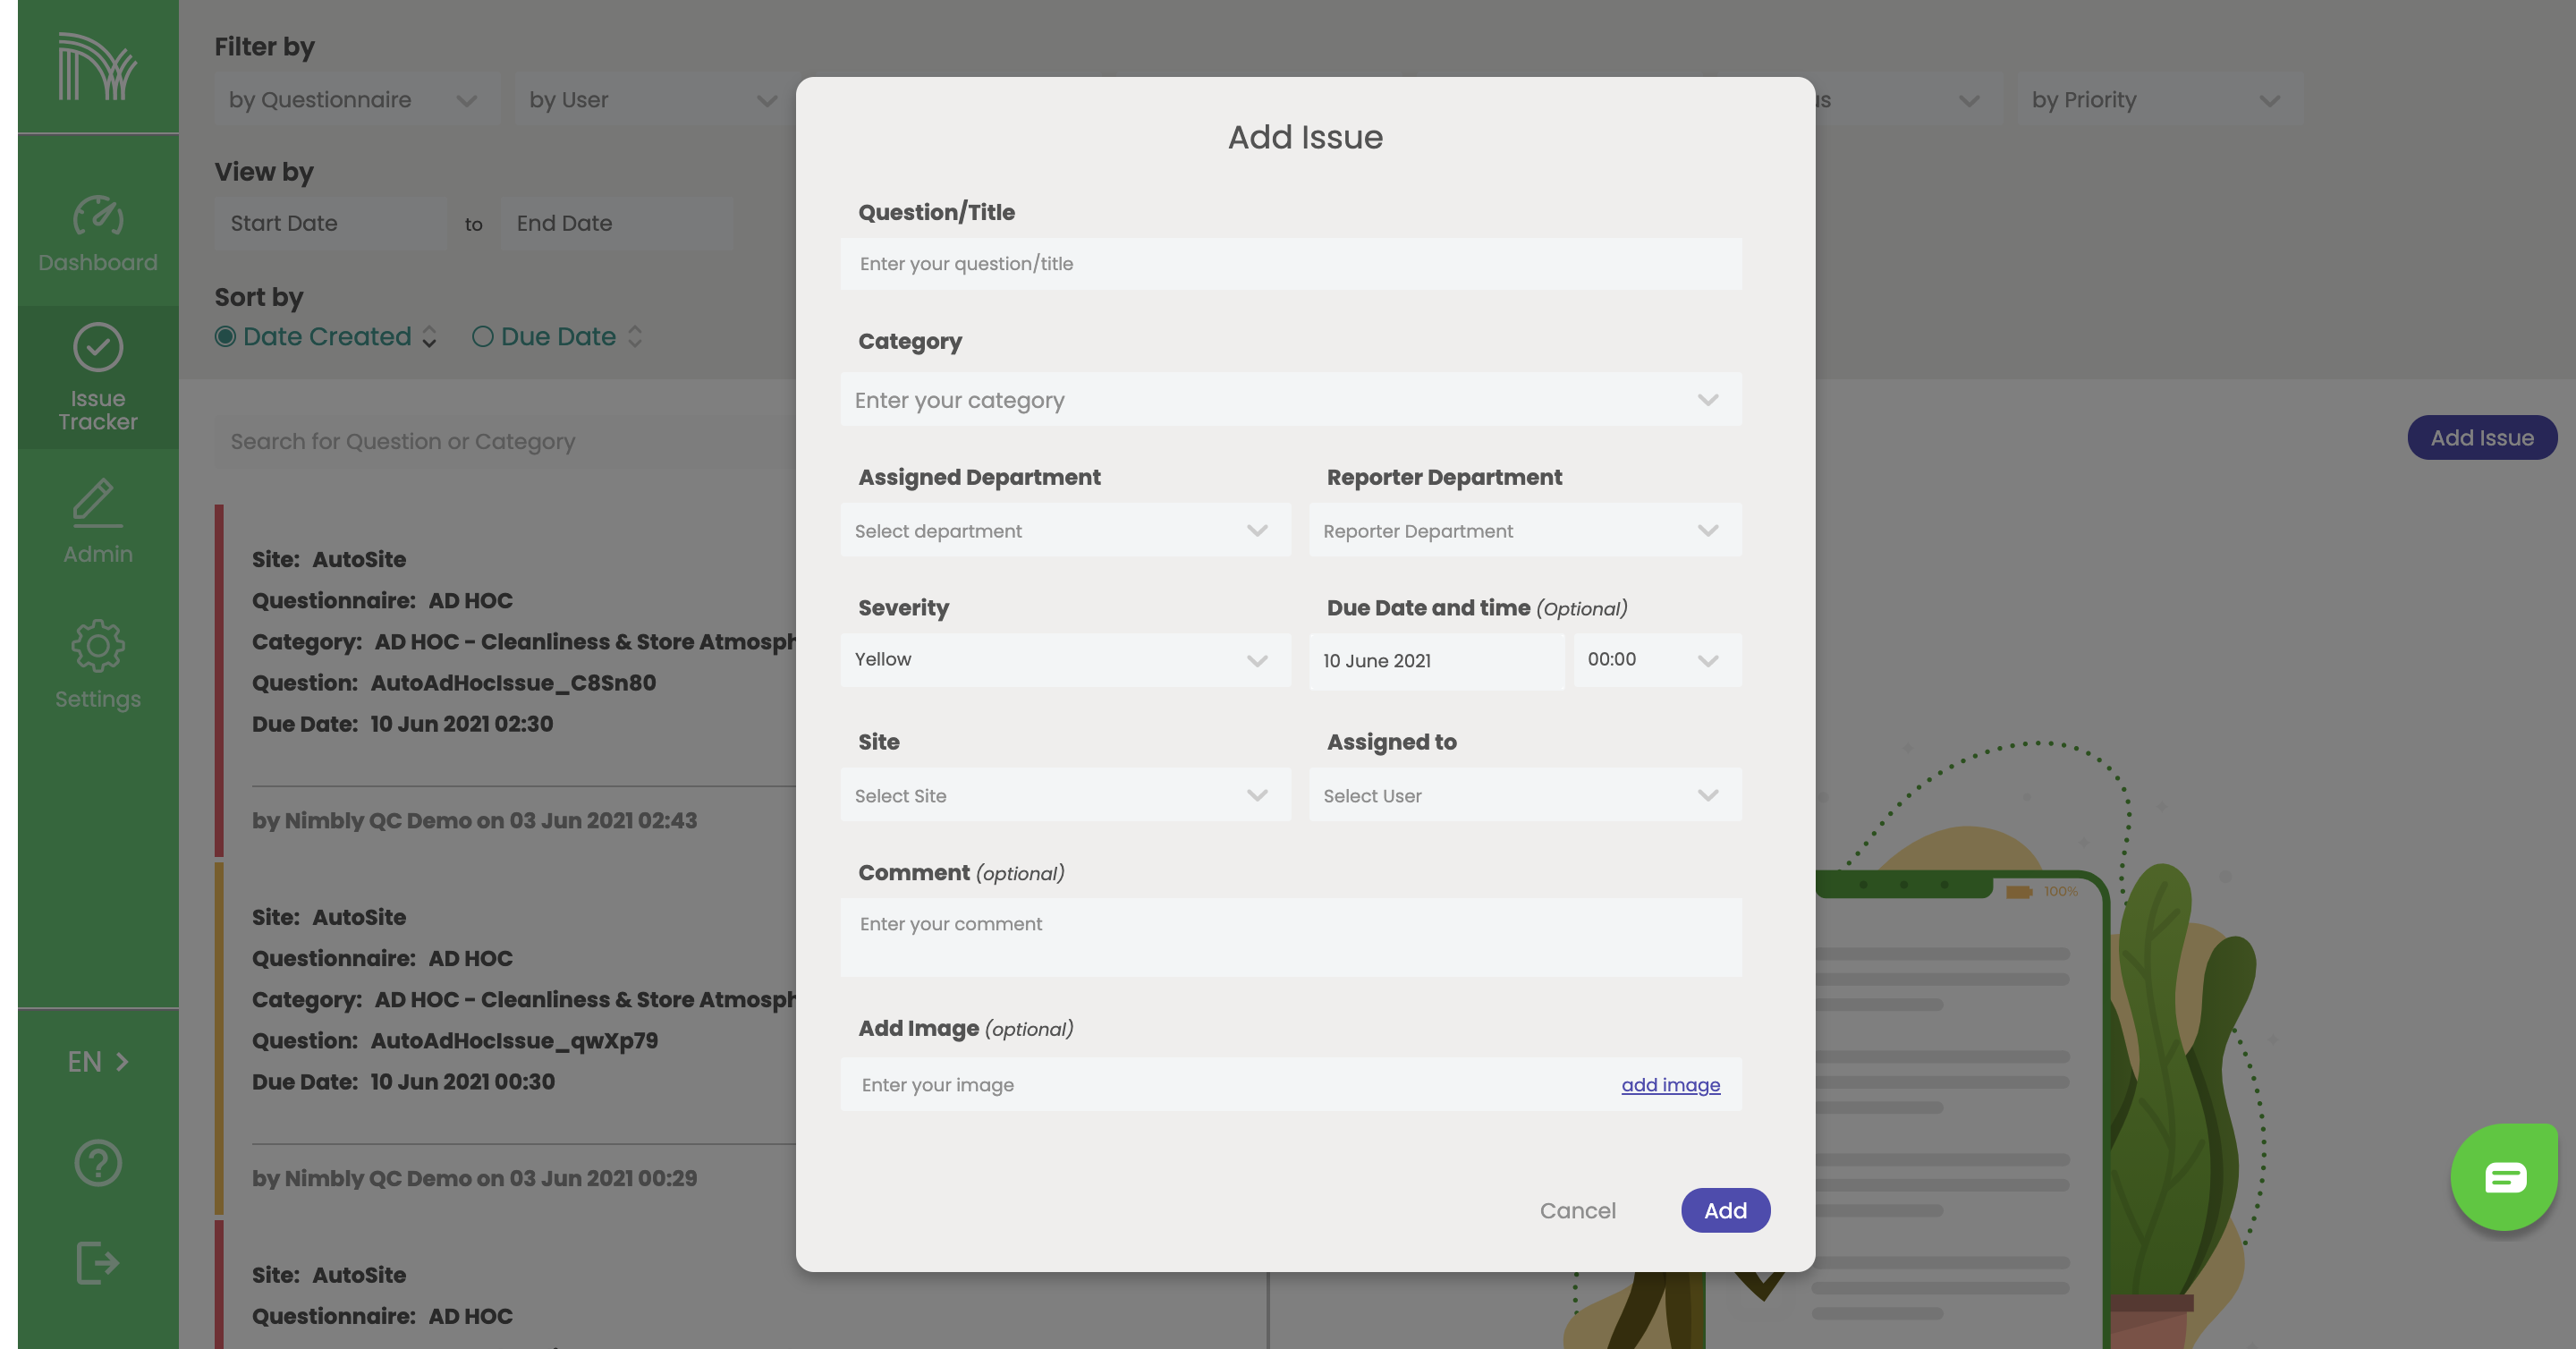 Filter by
by Questionnaire
by User
by Priority
View by
Start Date
to
End Date
Sort by
Date Created
Due Date
Search for Question or Category
Dashboard
Issue
Tracker
Admin
Settings
EN
Site: AutoSite
Questionnaire: AD HOC
Category: AD HOC - Cleanliness & Store Atmosph
Question: AutoAdHocIssue_C8Sn80
Due Date: 10 Jun 2021 02:30
by Nimbly QC Demo on 03 Jun 2021 02:43
Site: AutoSite
Questionnaire: AD HOC
Category: AD HOC - Cleanliness & Store Atmosph
Question: AutoAdHocIssue_qwXp79
Due Date: 10 Jun 2021 00:30
by Nimbly QC Demo on 03 Jun 2021 00:29
Site: AutoSite
Questionnaire: AD HOC
Add Issue
Question/Title
Enter your question/title
Category
Enter your category
Assigned Department
Reporter Department
Select department
Reporter Department
Severity
Due Date and time (Optional)
Yellow
10 June 2021
00:00
Site
Assigned to
Select Site
Select User
Comment (optional)
Enter your comment
Add Image (optional)
Enter your image
add image
Cancel
Add
Add Issue
100%